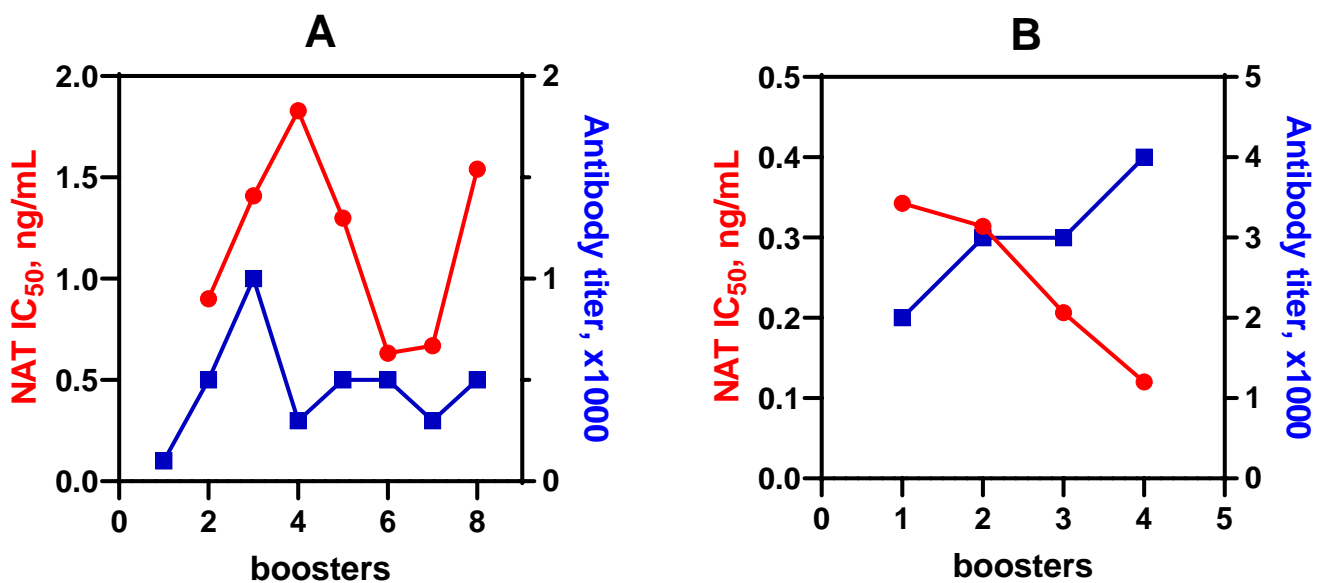 A
2.0
1.5
1.0
0.5
0.0
NAT IC50, ng/mL
2
1
0
Antibody titer, x1000
0 2 4 6 8
boosters
B
0.5
0.4
0.3
0.2
0.1
0.0
NAT IC50, ng/mL
5
4
3
2
1
0
Antibody titer, x1000
0 1 2 3 4 5
boosters